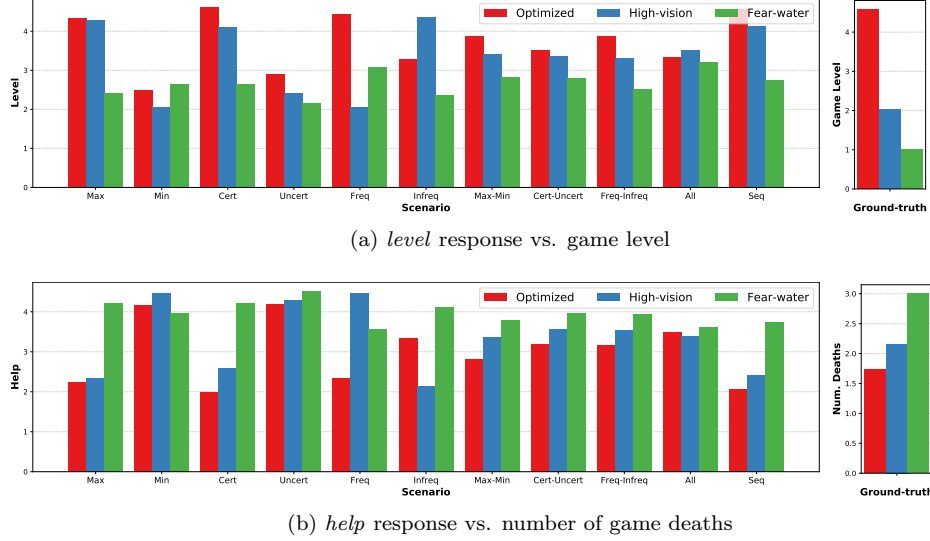 Optimized High-vision Fear-water
Level
4
3
2
1
0
Max Min Cert Uncert Freq Infreq Max-Min Cert-Uncert Freq-Infreq All Seq
Scenario
Game Level
4
3
2
1
0
Ground-truth
(a) level response vs. game level
Optimized High-vision Fear-water
Help
4
3
2
1
0
Max Min Cert Uncert Freq Infreq Max-Min Cert-Uncert Freq-Infreq All Seq
Scenario
Num. Deaths
3.0
2.5
2.0
1.5
1.0
0.5
0.0
Ground-truth
(b) help response vs. number of game deaths